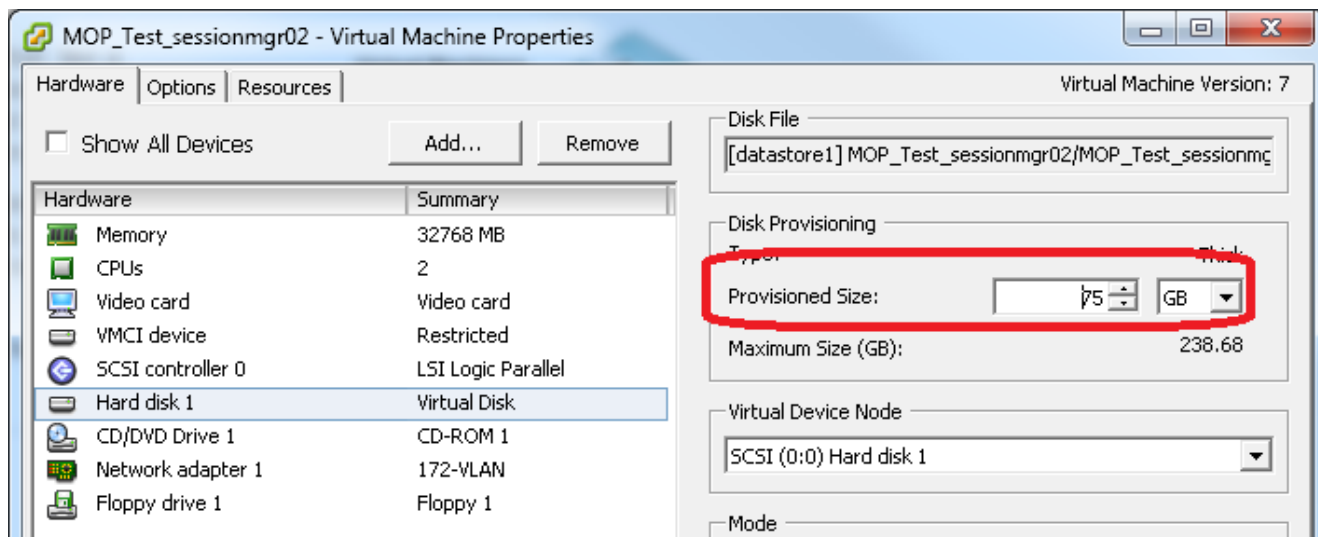 MOP_Test_sessionmgr02 - Virtual Machine Properties
Hardware Options Resources Virtual Machine Version: 7
Show All Devices Add... Remove
Hardware Summary
Memory 32768 MB
CPUs 2
Video card Video card
VMCI device Restricted
SCSI controller 0 LSI Logic Parallel
Hard disk 1 Virtual Disk
CD/DVD Drive 1 CD-ROM 1
Network adapter 1 172-VLAN
Floppy drive 1 Floppy 1
Disk File
[datastore1] MOP_Test_sessionmgr02/MOP_Test_sessionmg
Disk Provisioning
Type: Thick
Provisioned Size: 75 GB
Maximum Size (GB): 238.68
Virtual Device Node
SCSI (0:0) Hard disk 1
Mode